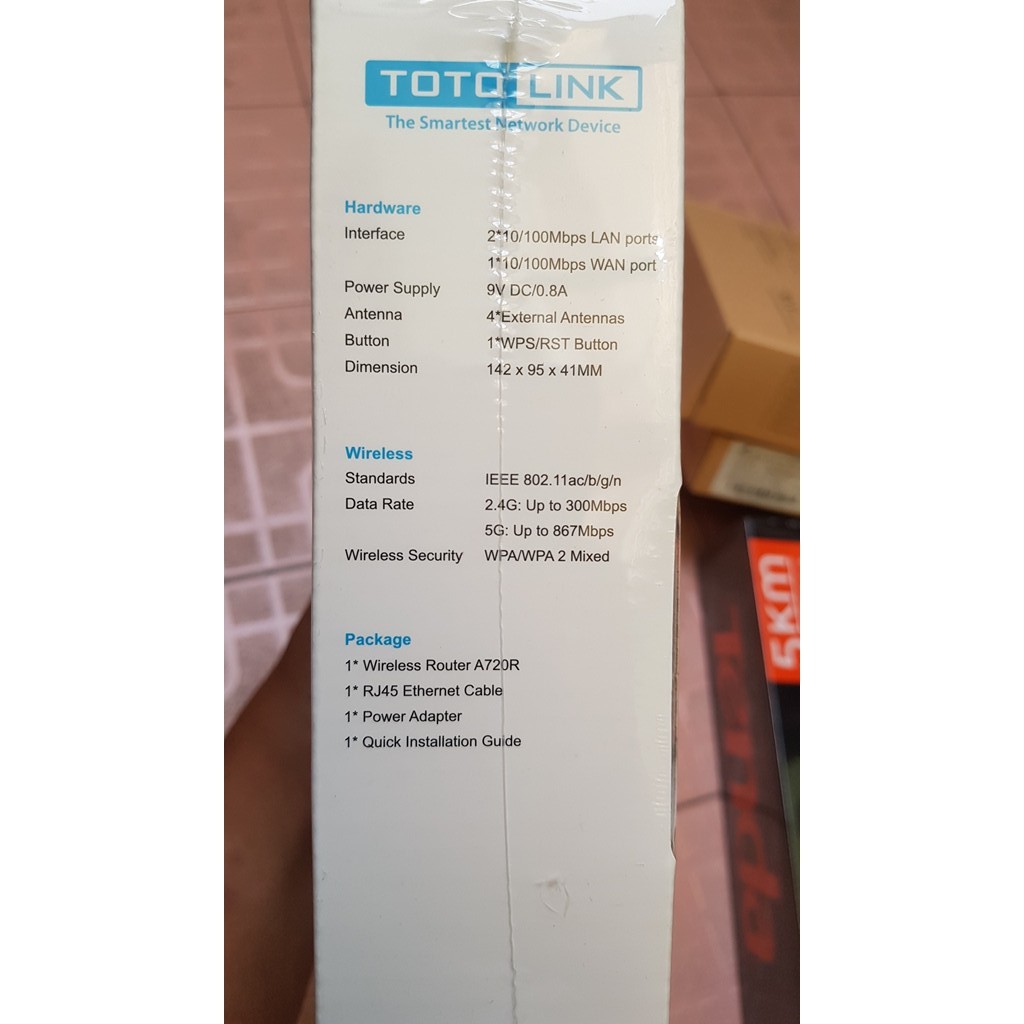 TOTO LINK
The Smartest Network Device
Hardware
Interface 2*10/100Mbps LAN ports
1*10/100Mbps WAN port
Power Supply 9V DC/0.8A
Antenna 4*External Antennas
Button 1*WPS/RST Button
Dimension 142 x 95 x 41MM
Wireless
Standards IEEE 802.11ac/b/g/n
Data Rate 2.4G: Up to 300Mbps
5G: Up to 867Mbps
Wireless Security WPA/WPA 2 Mixed
Package
1* Wireless Router A720R
1* RJ45 Ethernet Cable
1* Power Adapter
1* Quick Installation Guide
5km